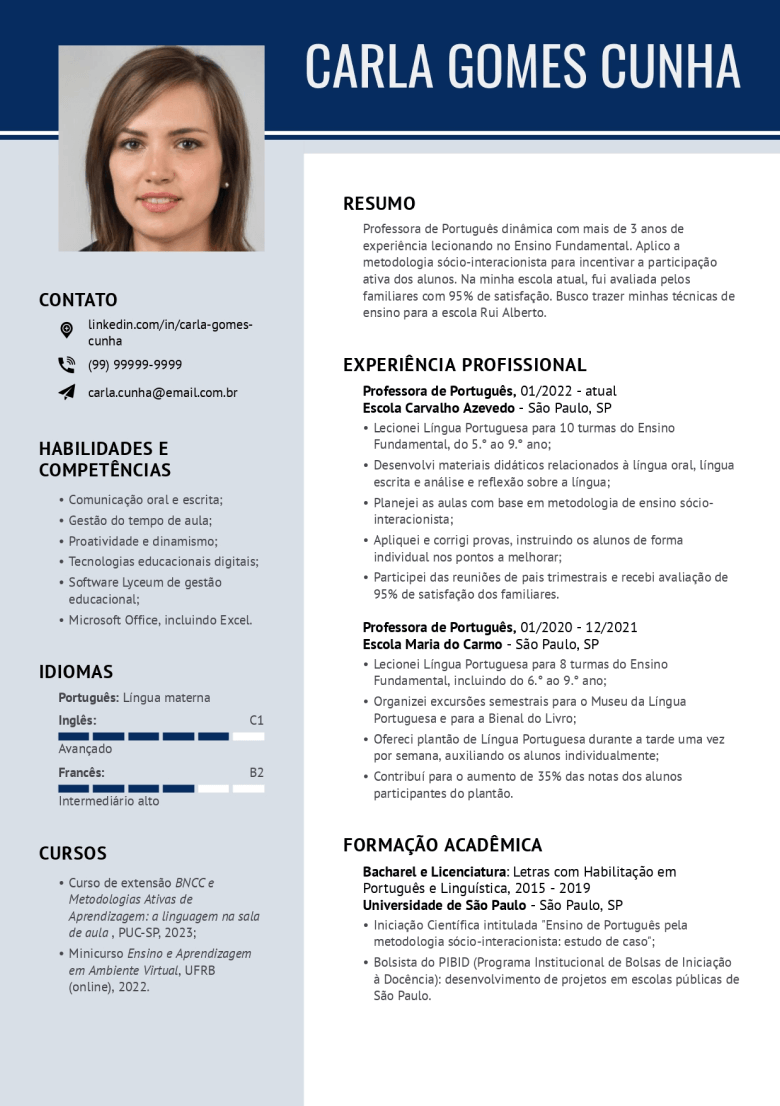 CARLA GOMES CUNHA
CONTATO
linkedin.com/in/carla-gomes-
cunha
(99) 99999-9999
carla.cunha@email.com.br
HABILIDADES E
COMPETÊNCIAS
• Comunicação oral e escrita;
• Gestão do tempo de aula;
• Proatividade e dinamismo;
• Tecnologias educacionais digitais;
• Software Lyceum de gestão
educacional;
• Microsoft Office, incluindo Excel.
IDIOMAS
Português: Língua materna
Inglês: C1
Avançado
Francês: B2
Intermediário alto
CURSOS
• Curso de extensão BNCC e
Metodologias Ativas de
Aprendizagem: a linguagem na sala
de aula , PUC-SP, 2023;
• Minicurso Ensino e Aprendizagem
em Ambiente Virtual, UFRB
(online), 2022.
RESUMO
Professora de Português dinâmica com mais de 3 anos de
experiência lecionando no Ensino Fundamental. Aplico a
metodologia sócio-interacionista para incentivar a participação
ativa dos alunos. Na minha escola atual, fui avaliada pelos
familiares com 95% de satisfação. Busco trazer minhas técnicas de
ensino para a escola Rui Alberto.
EXPERIÊNCIA PROFISSIONAL
Professora de Português, 01/2022 - atual
Escola Carvalho Azevedo - São Paulo, SP
• Lecionei Língua Portuguesa para 10 turmas do Ensino
Fundamental, do 5.° ao 9.° ano;
• Desenvolvi materiais didáticos relacionados à língua oral, língua
escrita e análise e reflexão sobre a língua;
• Planejei as aulas com base em metodologia de ensino sócio-
interacionista;
• Apliquei e corrigi provas, instruindo os alunos de forma
individual nos pontos a melhorar;
• Participei das reuniões de pais trimestrais e recebi avaliação de
95% de satisfação dos familiares.
Professora de Português, 01/2020 - 12/2021
Escola Maria do Carmo - São Paulo, SP
• Lecionei Língua Portuguesa para 8 turmas do Ensino
Fundamental, incluindo do 6.° ao 9.° ano;
• Organizei excursões semestrais para o Museu da Língua
Portuguesa e para a Bienal do Livro;
• Ofereci plantão de Língua Portuguesa durante a tarde uma vez
por semana, auxiliando os alunos individualmente;
• Contribuí para o aumento de 35% das notas dos alunos
participantes do plantão.
FORMAÇÃO ACADÊMICA
Bacharel e Licenciatura: Letras com Habilitação em
Português e Linguística, 2015 - 2019
Universidade de São Paulo - São Paulo, SP
• Iniciação Científica intitulada "Ensino de Português pela
metodologia sócio-interacionista: estudo de caso";
• Bolsista do PIBID (Programa Institucional de Bolsas de Iniciação
à Docência): desenvolvimento de projetos em escolas públicas de
São Paulo.